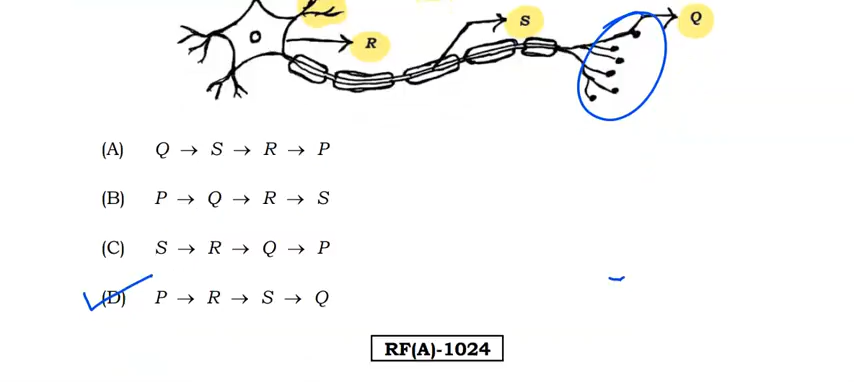 S
Q
R
(A) Q → S → R → P
(B) P → Q → R → S
(C) S → R → Q → P
(D) P → R → S → Q
RF(A)-1024